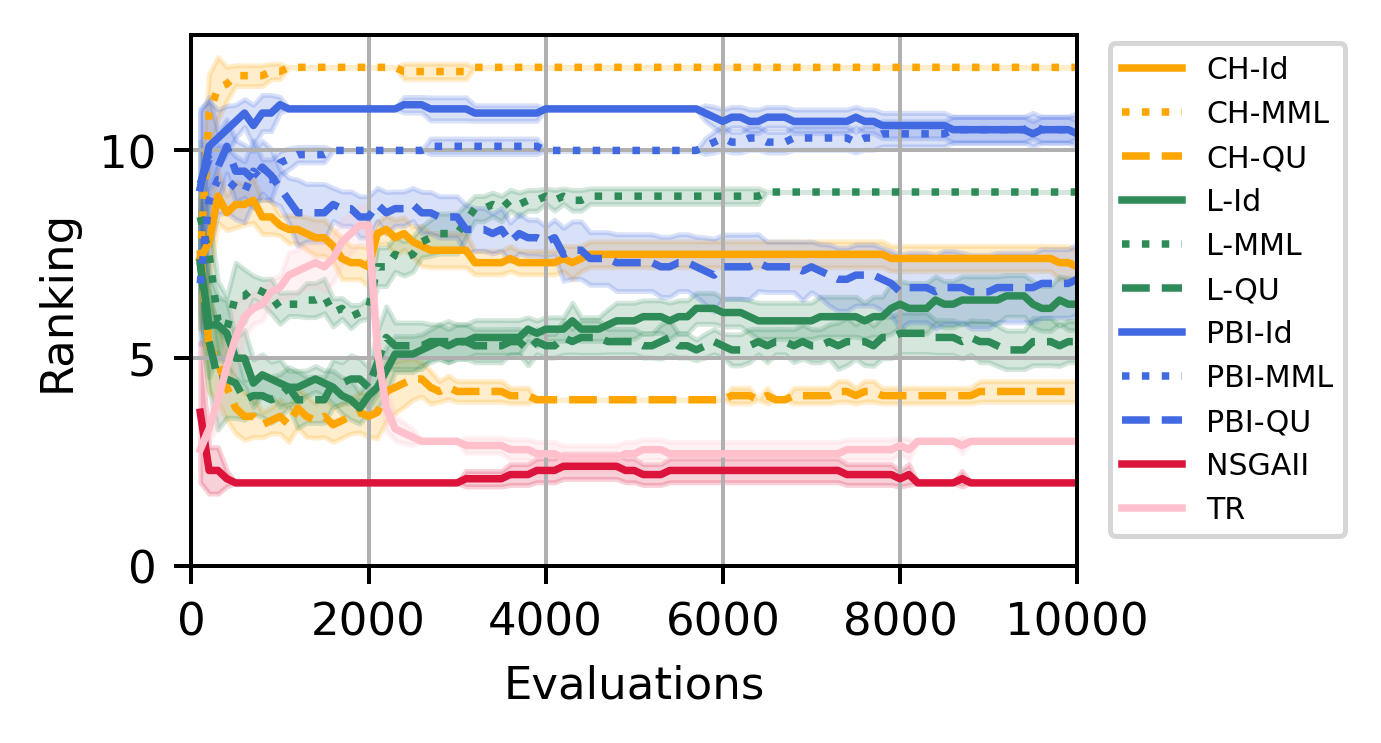 Ranking
10
5
0
0 2000 4000 6000 8000 10000
Evaluations
CH-Id
CH-MML
CH-QU
L-Id
L-MML
L-QU
PBI-Id
PBI-MML
PBI-QU
NSGAII
TR